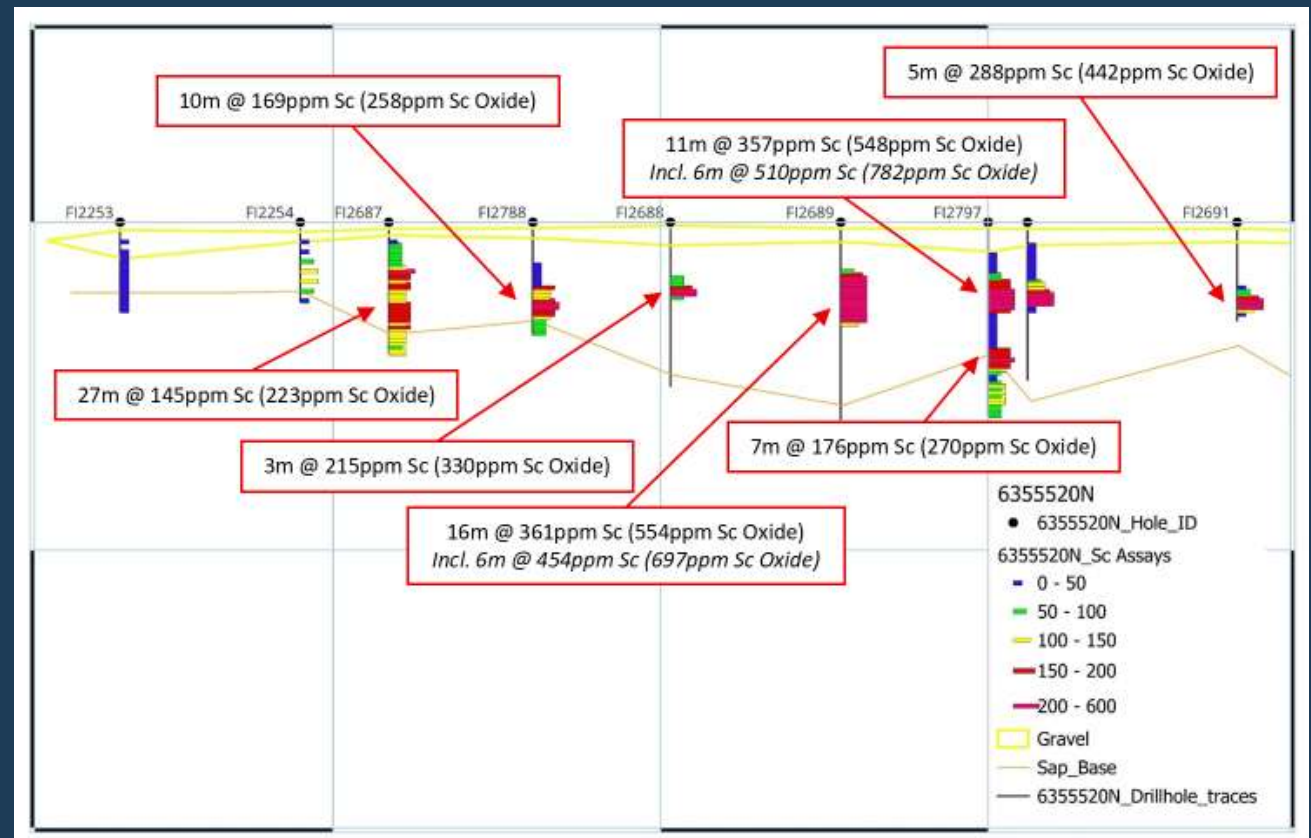 5m @ 288ppm Sc (442ppm Sc Oxide)
10m @ 169ppm Sc (258ppm Sc Oxide)
11m @ 357ppm Sc (548ppm Sc Oxide)
Incl. 6m @ 510ppm Sc (782ppm Sc Oxide)
FI2253
FI2254
FI2687
FI2788
FI2688
FI2689
FI2797
FI2691
27m @ 145ppm Sc (223ppm Sc Oxide)
3m @ 215ppm Sc (330ppm Sc Oxide)
7m @ 176ppm Sc (270ppm Sc Oxide)
16m @ 361ppm Sc (554ppm Sc Oxide)
Incl. 6m @ 454ppm Sc (697ppm Sc Oxide)
6355520N
6355520N_Hole_ID
6355520N_Sc Assays
0 - 50
50 - 100
100 - 150
150 - 200
200 - 600
Gravel
Sap_Base
6355520N_Drillhole_traces